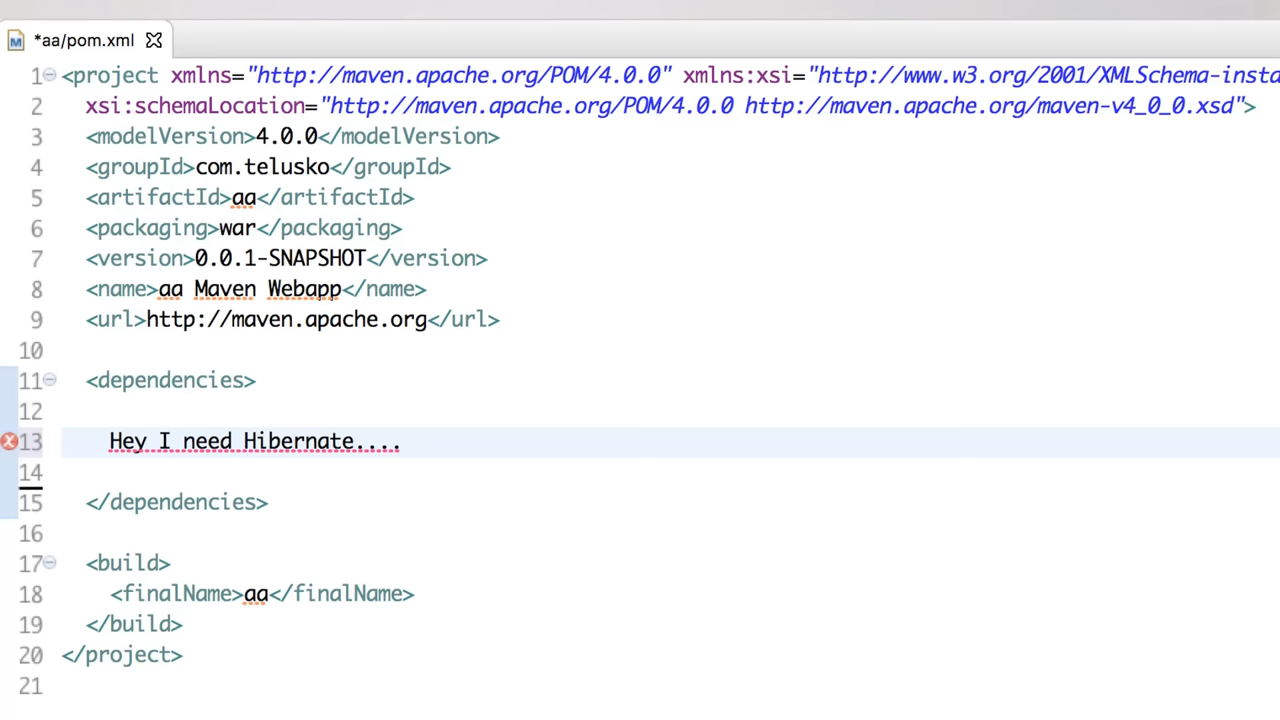 *aa/pom.xml
1 <project xmlns="http://maven.apache.org/POM/4.0.0" xmlns:xsi="http://www.w3.org/2001/XMLSchema-insta
2 xsi:schemaLocation="http://maven.apache.org/POM/4.0.0 http://maven.apache.org/maven-v4_0_0.xsd">
3 <modelVersion>4.0.0</modelVersion>
4 <groupId>com.telusko</groupId>
5 <artifactId>aa</artifactId>
6 <packaging>war</packaging>
7 <version>0.0.1-SNAPSHOT</version>
8 <name>aa Maven Webapp</name>
9 <url>http://maven.apache.org</url>
10
11 <dependencies>
12
13 Hey I need Hibernate....
14
15 </dependencies>
16
17 <build>
18 <finalName>aa</finalName>
19 </build>
20 </project>
21